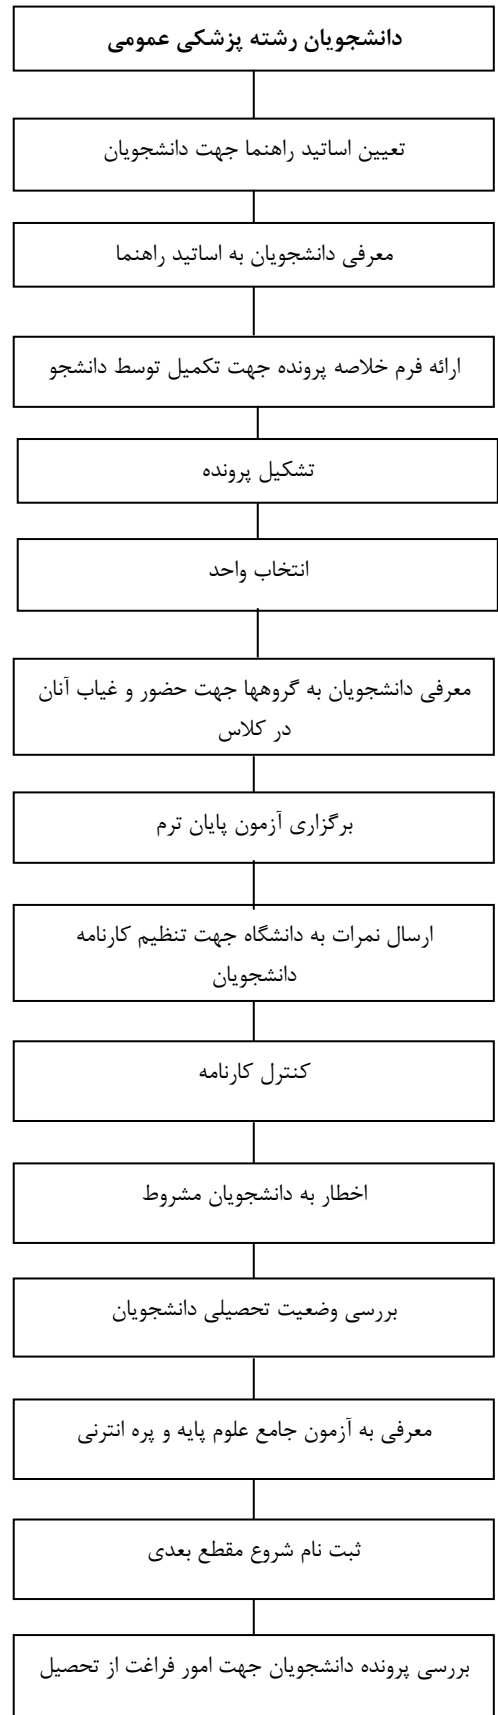 دانشجویان رشته پزشکی عمومی
تعیین اساتید راهنما جهت دانشجویان
معرفی دانشجویان به اساتید راهنما
ارائه فرم خلاصه پرونده جهت تکمیل توسط دانشجو
تشکیل پرونده
انتخاب واحد
معرفی دانشجویان به گروهها جهت حضور و غیاب آنان
در کلاس
برگزاری آزمون پایان ترم
ارسال نمرات به دانشگاه جهت تنظیم کارنامه
دانشجویان
کنترل کارنامه
اخطار به دانشجویان مشروط
بررسی وضعیت تحصیلی دانشجویان
معرفی به آزمون جامع علوم پایه و پره انترنی
ثبت نام شروع مقطع بعدی
بررسی پرونده دانشجویان جهت امور فراغت از تحصیل